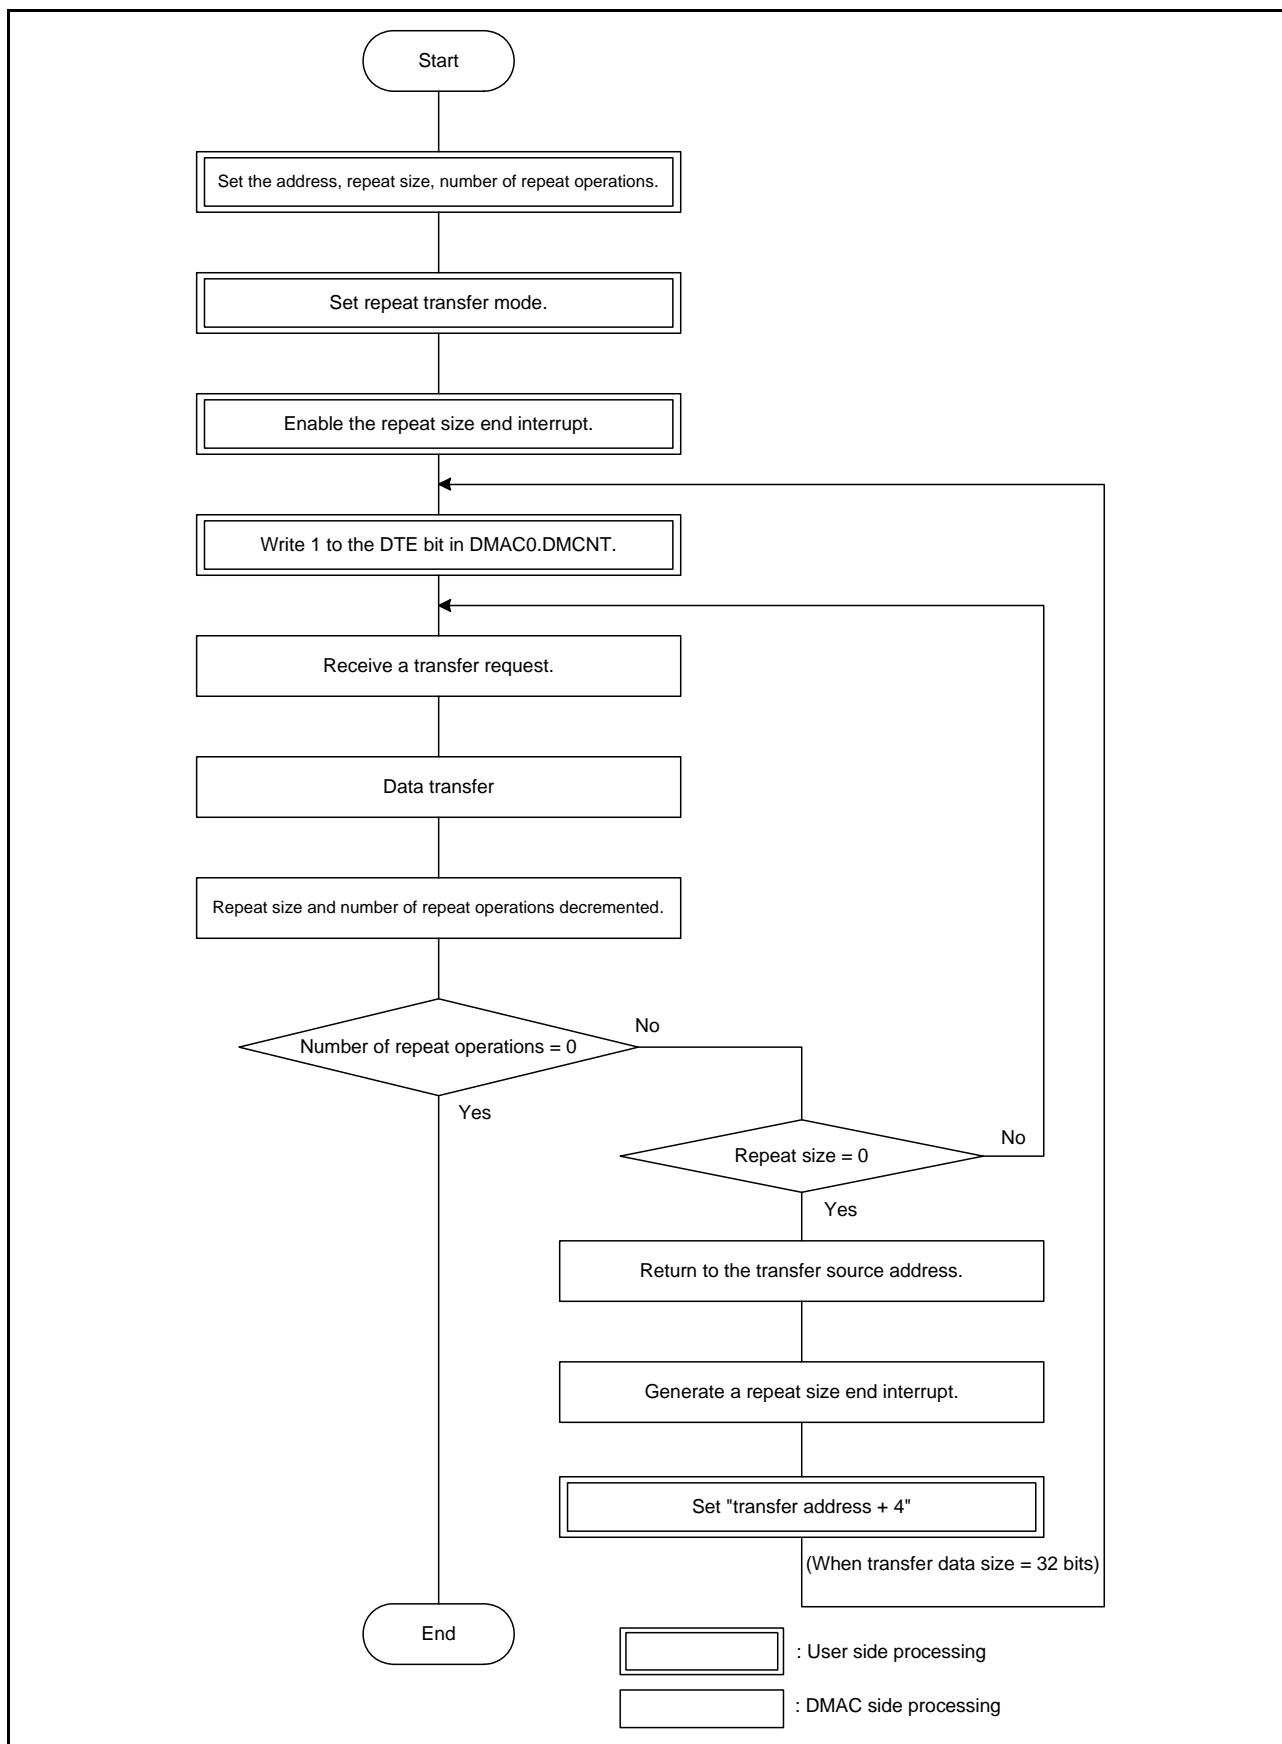 Start
Set the address, repeat size, number of repeat operations.
Set repeat transfer mode.
Enable the repeat size end interrupt.
Write 1 to the DTE bit in DMAC0.DMCNT.
Receive a transfer request.
Data transfer
Repeat size and number of repeat operations decremented.
Number of repeat operations = 0
No
Yes
Repeat size = 0
No
Yes
Return to the transfer source address.
Generate a repeat size end interrupt.
Set "transfer address + 4"
(When transfer data size = 32 bits)
End
: User side processing
: DMAC side processing